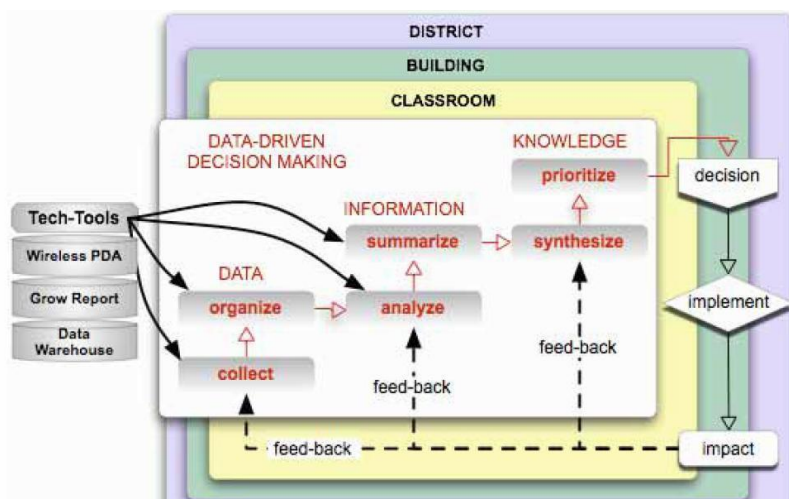 DISTRICT
BUILDING
CLASSROOM
DATA-DRIVEN
DECISION MAKING
KNOWLEDGE
prioritize
decision
Tech-Tools
INFORMATION
summarize
synthesize
Wireless PDA
DATA
Grow Report
organize
analyze
implement
Data
Warehouse
feed-back
collect
feed-back
feed-back
impact